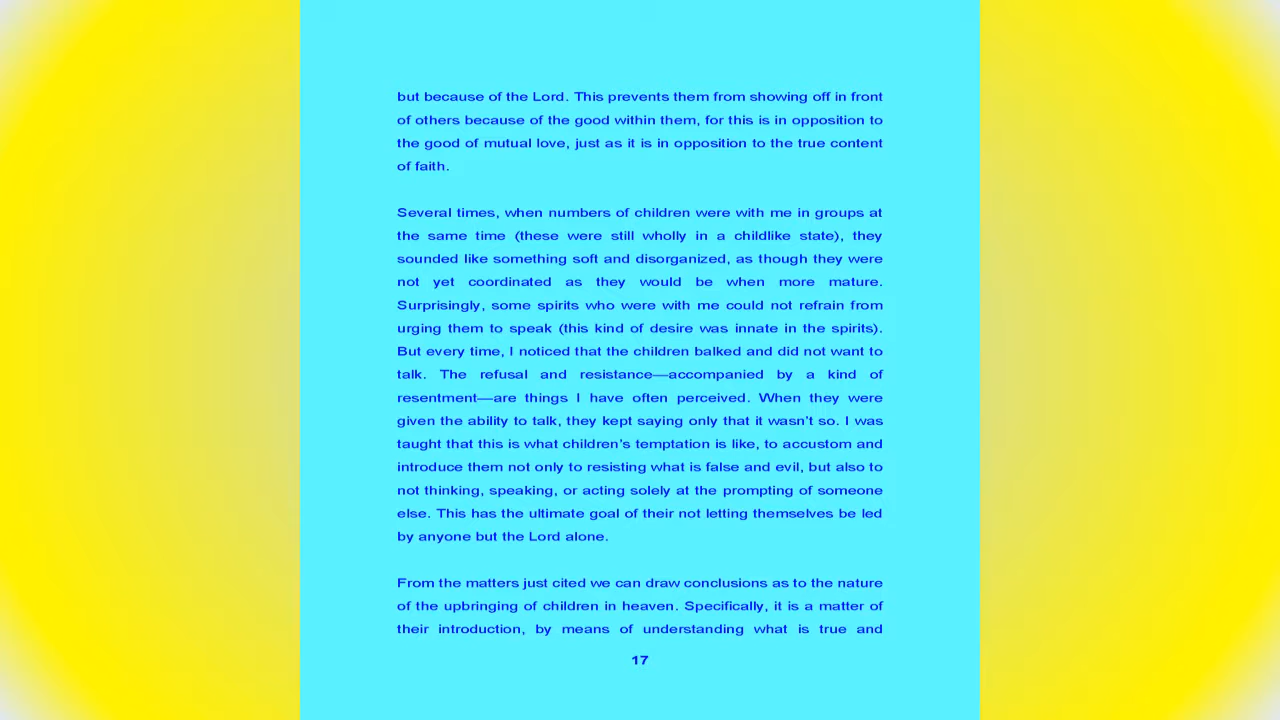 but because of the Lord. This prevents them from showing off in front
of others because of the good within them, for this is in opposition to
the good of mutual love, just as it is in opposition to the true content
of faith.
Several times, when numbers of children were with me in groups at
the same time (these were still wholly in a childlike state), they
sounded like something soft and disorganized, as though they were
not yet coordinated as they would be when more mature.
Surprisingly, some spirits who were with me could not refrain from
urging them to speak (this kind of desire was innate in the spirits).
But every time, I noticed that the children balked and did not want to
talk. The refusal and resistance—accompanied by a kind of
resentment—are things I have often perceived. When they were
given the ability to talk, they kept saying only that it wasn't so. I was
taught that this is what children's temptation is like, to accustom and
introduce them not only to resisting what is false and evil, but also to
not thinking, speaking, or acting solely at the prompting of someone
else. This has the ultimate goal of their not letting themselves be led
by anyone but the Lord alone.
From the matters just cited we can draw conclusions as to the nature
of the upbringing of children in heaven. Specifically, it is a matter of
their introduction, by means of understanding what is true and
17